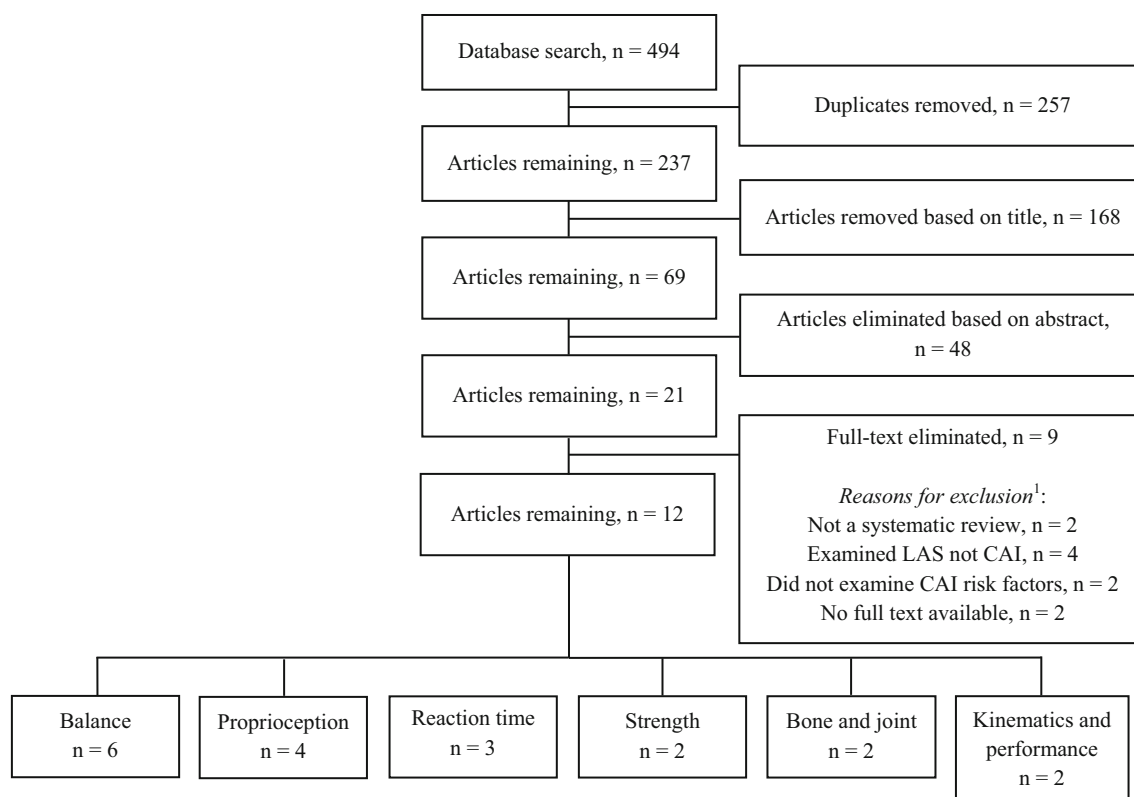 Database search, n = 494
Duplicates removed, n = 257
Articles remaining, n = 237
Articles removed based on title, n = 168
Articles remaining, n = 69
Articles eliminated based on abstract,
n = 48
Articles remaining, n = 21
Full-text eliminated, n = 9
Reasons for exclusion1:
Not a systematic review, n = 2
Examined LAS not CAI, n = 4
Did not examine CAI risk factors, n = 2
No full text available, n = 2
Articles remaining, n = 12
Balance
n = 6
Proprioception
n = 4
Reaction time
n = 3
Strength
n = 2
Bone and joint
n = 2
Kinematics and
performance
n = 2